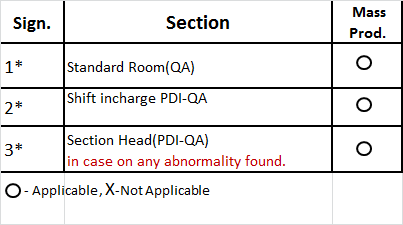 Sign. Section Mass Prod.
1* Standard Room(QA) O
2* Shift incharge PDI-QA O
3* Section Head(PDI-QA) O
in case on any abnormality found.
O - Applicable, X-Not Applicable